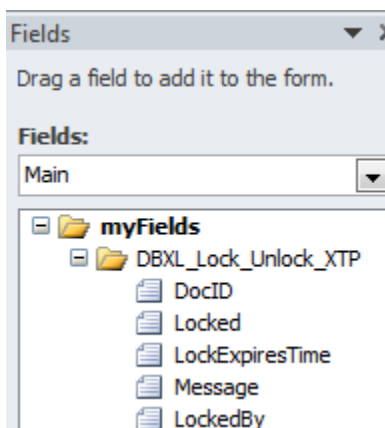 Fields
Drag a field to add it to the form.
Fields:
Main
myFields
DBXL_Lock_Unlock_XTP
DocID
Locked
LockExpiresTime
Message
LockedBy